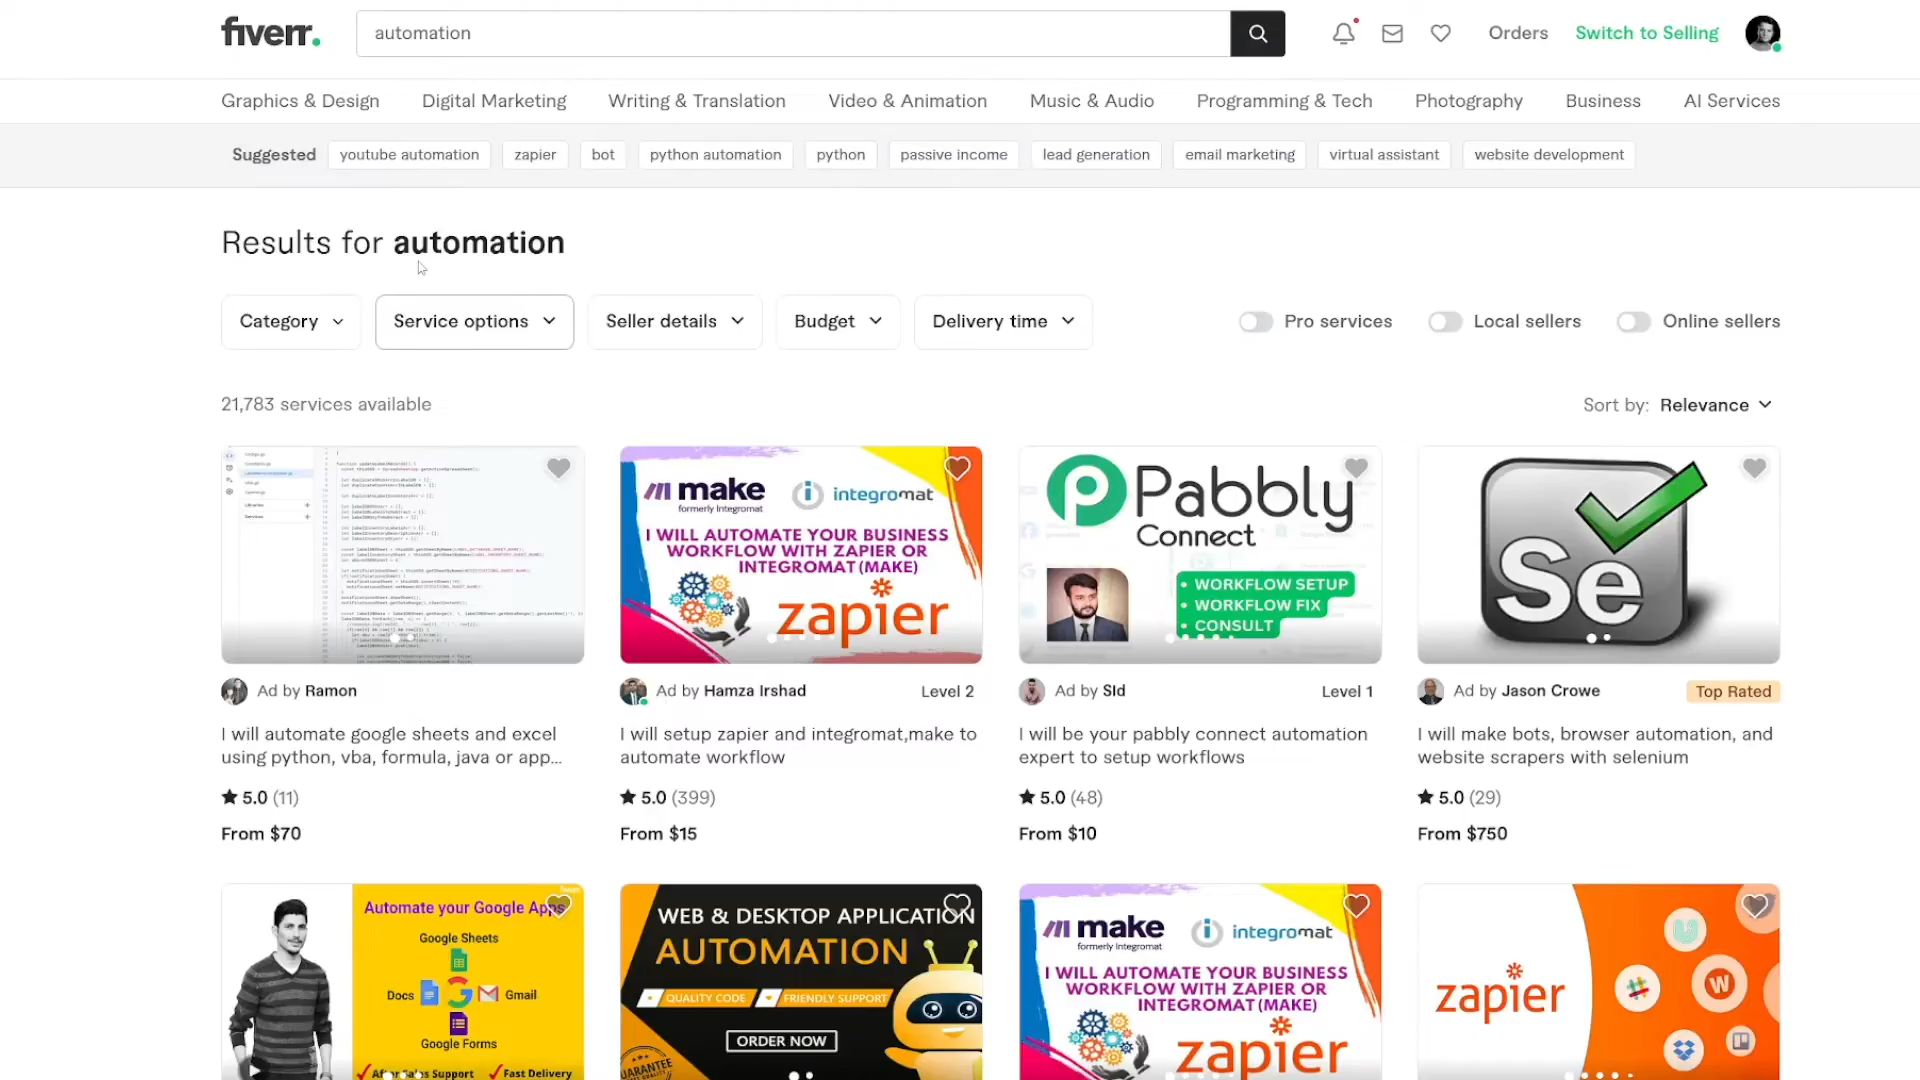 fiverr.
automation
Orders
Switch to Selling
Graphics & Design
Digital Marketing
Writing & Translation
Video & Animation
Music & Audio
Programming & Tech
Photography
Business
AI Services
Suggested
youtube automation
zapier
bot
python automation
python
passive income
lead generation
email marketing
virtual assistant
website development
Results for automation
Category
Service options
Seller details
Budget
Delivery time
Pro services
Local sellers
Online sellers
21,783 services available
Sort by: Relevance
make
formerly Integromat
integromat
I WILL AUTOMATE YOUR BUSINESS
WORKFLOW WITH ZAPIER OR
INTEGROMAT (MAKE)
zapier
Pabbly
Connect
• WORKFLOW SETUP
• WORKFLOW FIX
• CONSULT
Se
Ad by Ramon
I will automate google sheets and excel
using python, vba, formula, java or app...
5.0 (11)
From $70
Ad by Hamza Irshad
Level 2
I will setup zapier and integromat,make to
automate workflow
5.0 (399)
From $15
Ad by Sld
Level 1
I will be your pabbly connect automation
expert to setup workflows
5.0 (48)
From $10
Ad by Jason Crowe
Top Rated
I will make bots, browser automation, and
website scrapers with selenium
5.0 (29)
From $750
fiverr
Automate your Google Apps
Google Sheets
Docs
Gmail
Google Forms
After Sales Support
Fast Delivery
WEB & DESKTOP APPLICATION
AUTOMATION
QUALITY CODE
FRIENDLY SUPPORT
ORDER NOW
make
formerly Integromat
integromat
I WILL AUTOMATE YOUR BUSINESS
WORKFLOW WITH ZAPIER OR
INTEGROMAT (MAKE)
zapier
zapier